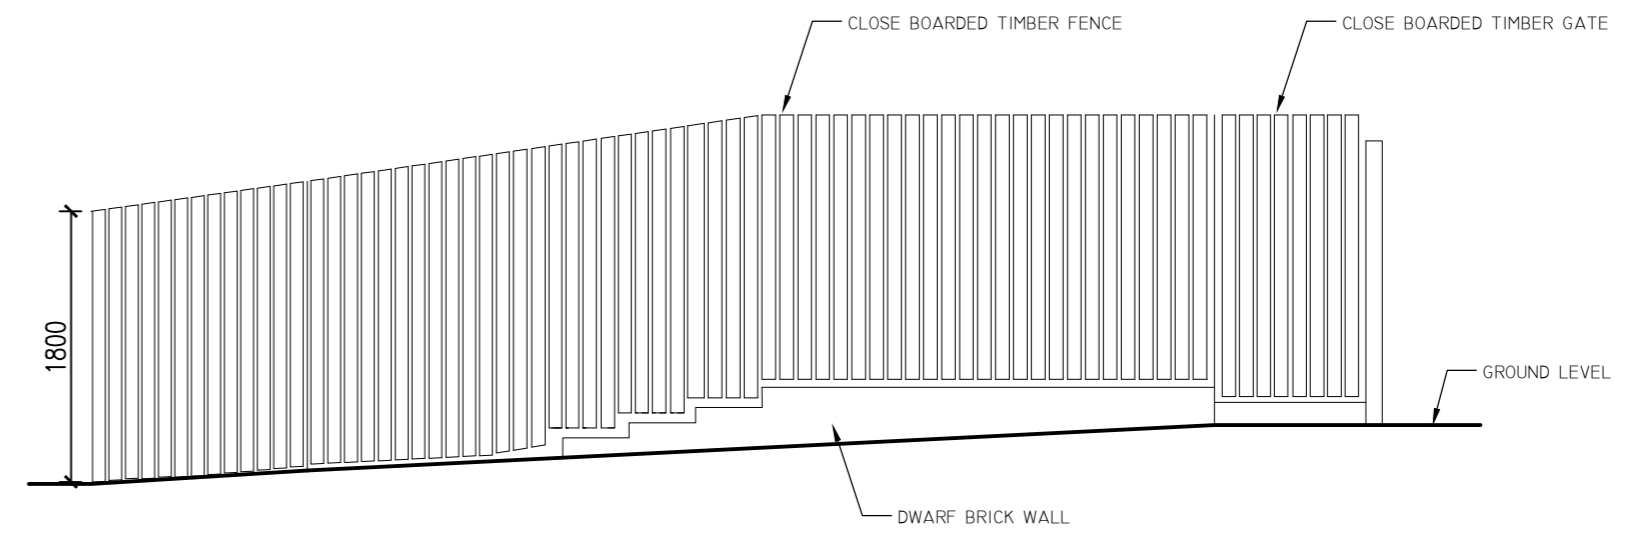 CLOSE BOARDED TIMBER FENCE
CLOSE BOARDED TIMBER GATE
1800
GROUND LEVEL
DWARF BRICK WALL